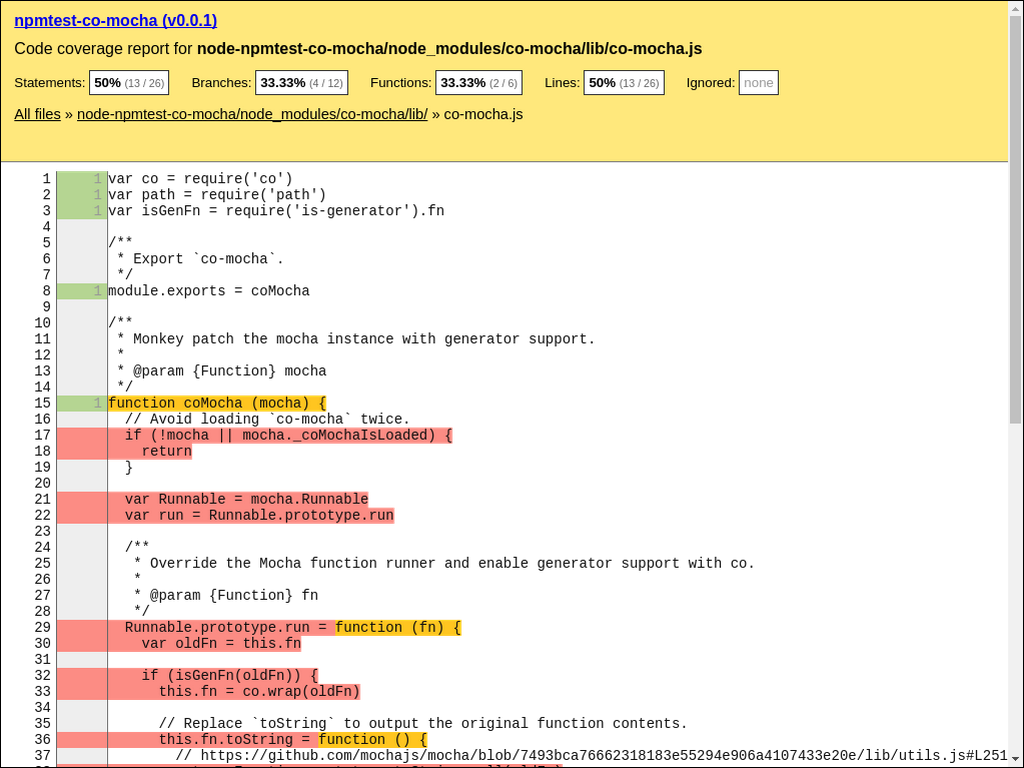 npmtest-co-mocha (v0.0.1)
Code coverage report for node-npmtest-co-mocha/node_modules/co-mocha/lib/co-mocha.js
Statements: 50% (13 / 26) Branches: 33.33% (4 / 12) Functions: 33.33% (2 / 6) Lines: 50% (13 / 26) Ignored: none
All files » node-npmtest-co-mocha/node_modules/co-mocha/lib/ » co-mocha.js
1 1 var co = require('co')
2 1 var path = require('path')
3 1 var isGenFn = require('is-generator').fn
4
5 /**
6 * Export `co-mocha`.
7 */
8 1 module.exports = coMocha
9
10 /**
11 * Monkey patch the mocha instance with generator support.
12 *
13 * @param {Function} mocha
14 */
15 1 function coMocha (mocha) {
16 // Avoid loading `co-mocha` twice.
17 if (!mocha || mocha._coMochaIsLoaded) {
18 return
19 }
20
21 var Runnable = mocha.Runnable
22 var run = Runnable.prototype.run
23
24 /**
25 * Override the Mocha function runner and enable generator support with co.
26 *
27 * @param {Function} fn
28 */
29 Runnable.prototype.run = function (fn) {
30 var oldFn = this.fn
31
32 if (isGenFn(oldFn)) {
33 this.fn = co.wrap(oldFn)
34
35 // Replace `toString` to output the original function contents.
36 this.fn.toString = function () {
37 // https://github.com/mochajs/mocha/blob/7493bca76662318183e55294e906a4107433e20e/lib/utils.js#L251